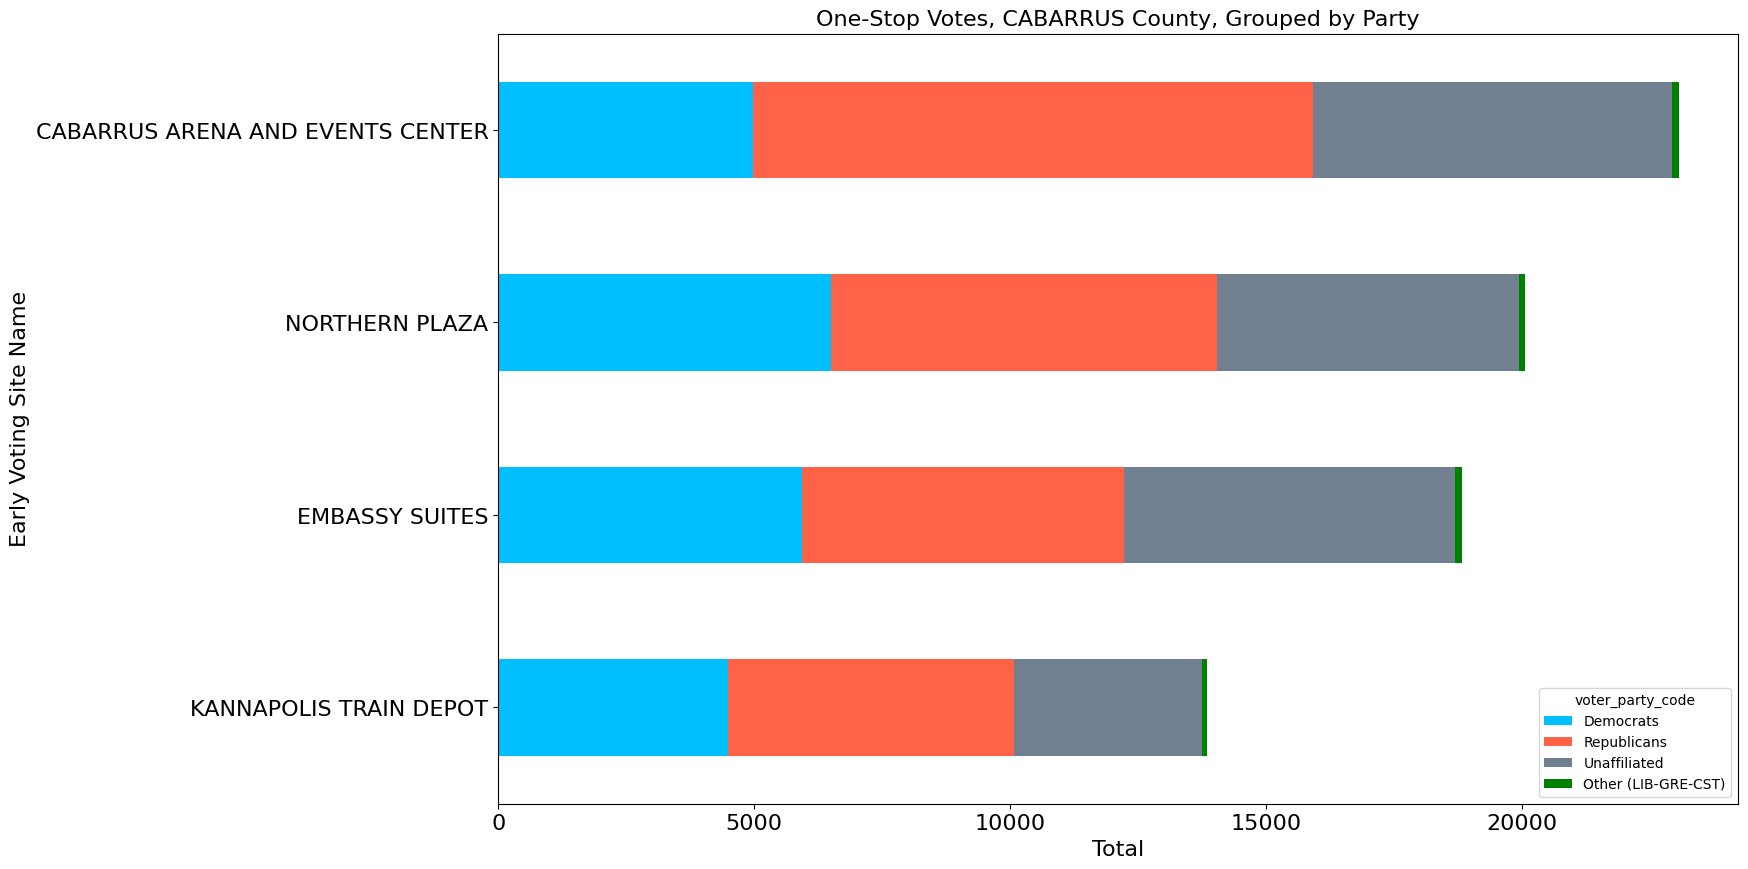 One-Stop Votes, CABARRUS County, Grouped by Party
Early Voting Site Name
CABARRUS ARENA AND EVENTS CENTER
NORTHERN PLAZA
EMBASSY SUITES
KANNAPOLIS TRAIN DEPOT
voter_party_code
Democrats
Republicans
Unaffiliated
Other (LIB-GRE-CST)
0 5000 10000 15000 20000
Total